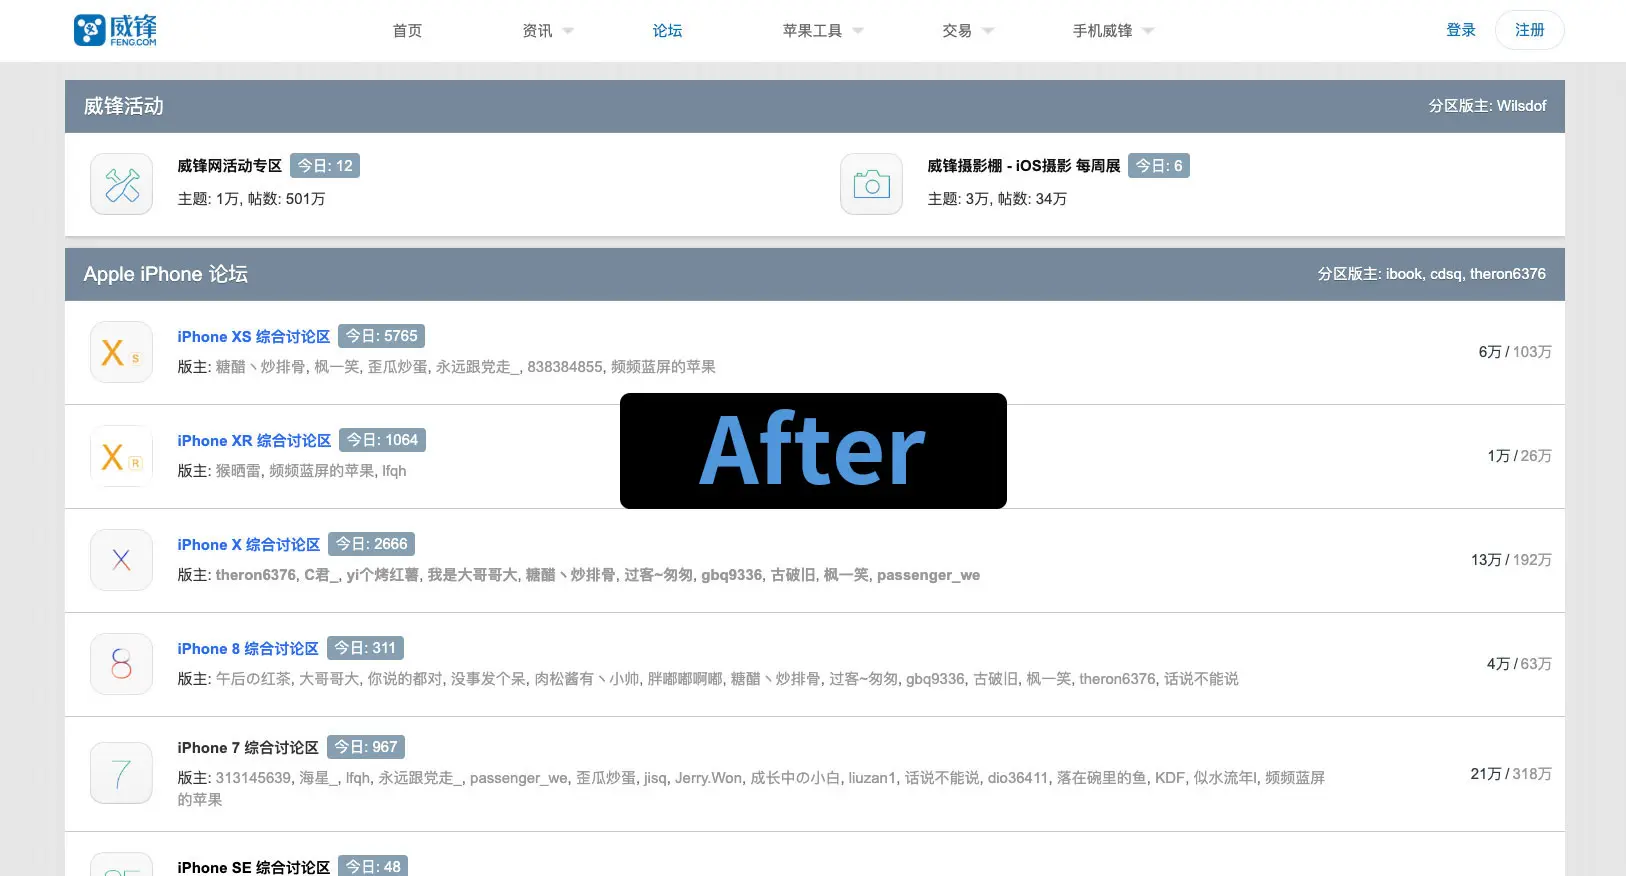 威锋
FENG.COM
首页 资讯 论坛 苹果工具 交易 手机威锋 登录 注册
威锋活动 分区版主: Wilsdof
威锋网活动专区 今日: 12
主题: 1万, 帖数: 501万
威锋摄影棚 - iOS摄影 每周展 今日: 6
主题: 3万, 帖数: 34万
Apple iPhone 论坛 分区版主: ibook, cdsq, theron6376
X S
iPhone XS 综合讨论区 今日: 5765
版主: 糖醋丶炒排骨, 枫一笑, 歪瓜炒蛋, 永远跟党走_, 838384855, 频频蓝屏的苹果
6万 / 103万
After
X R
iPhone XR 综合讨论区 今日: 1064
版主: 猴晒雷, 频频蓝屏的苹果, lfqh
1万 / 26万
X
iPhone X 综合讨论区 今日: 2666
版主: theron6376, C君_, yi个烤红薯, 我是大哥哥大, 糖醋丶炒排骨, 过客~匆匆, gbq9336, 古破旧, 枫一笑, passenger_we
13万 / 192万
8
iPhone 8 综合讨论区 今日: 311
版主: 午后の红茶, 大哥哥大, 你说的都对, 没事发个呆, 肉松酱有丶小帅, 胖嘟嘟啊嘟, 糖醋丶炒排骨, 过客~匆匆, gbq9336, 古破旧, 枫一笑, theron6376, 话说不能说
4万 / 63万
7
iPhone 7 综合讨论区 今日: 967
版主: 313145639, 海星_, lfqh, 永远跟党走_, passenger_we, 歪瓜炒蛋, jisq, Jerry.Won, 成长中の小白, liuzan1, 话说不能说, dio36411, 落在碗里的鱼, KDF, 似水流年l, 频频蓝屏
的苹果
21万 / 318万
iPhone SE 综合讨论区 今日: 48